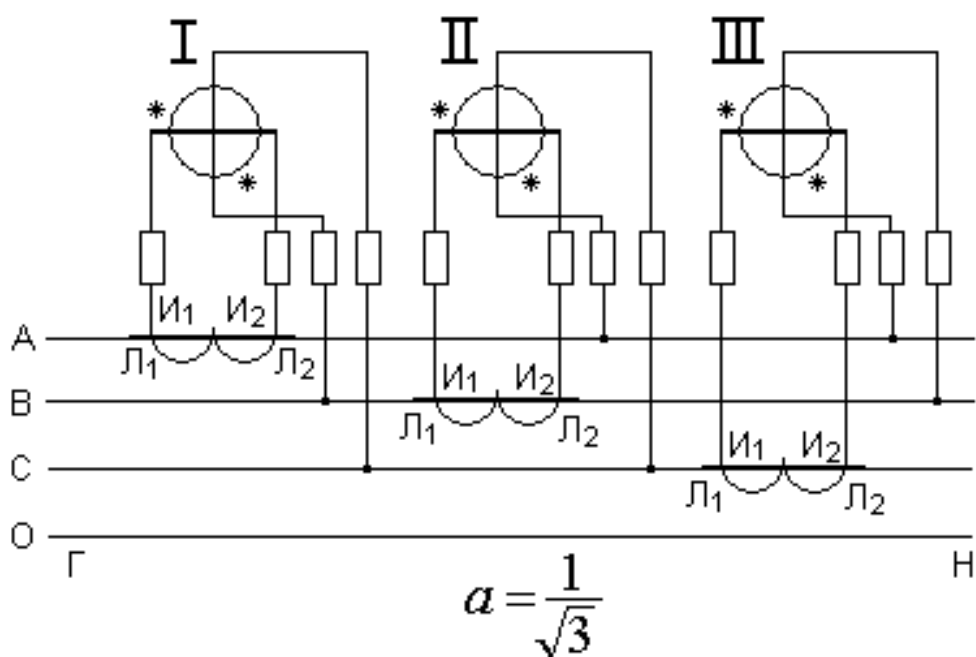 I II III
* * *
* * *
И1 И2
А
Л1 Л2
И1 И2
В
Л1 Л2
И1 И2
С
Л1 Л2
О
Г Н
a = 1/√3